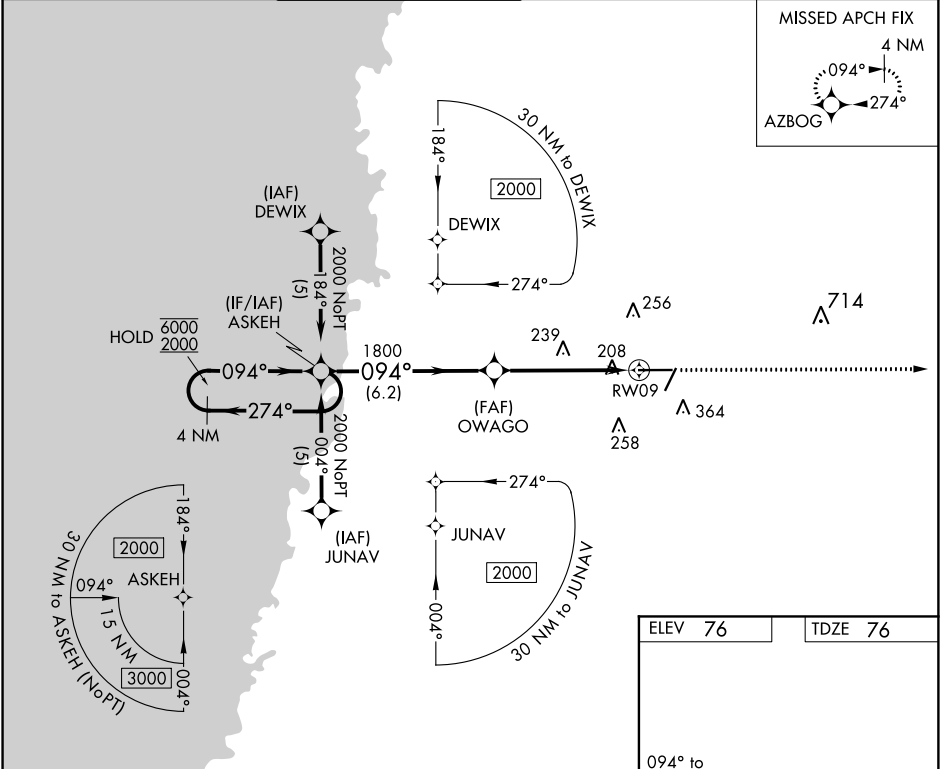 MISSED APCH FIX
4 NM
094°
274°
AZBOG
30 NM to DEWIX
184°
2000
DEWIX
274°
(IAF)
DEWIX
2000 NoPT
184°
(5)
(IF/IAF)
ASKEH
HOLD 6000
2000
094°
274°
4 NM
1800
094°
(6.2)
(FAF)
OWAGO
239
208
256
714
RW09
364
258
2000 NoPT
004°
(5)
(IAF)
JUNAV
274°
JUNAV
2000
004°
30 NM to JUNAV
184°
2000
ASKEH
094°
15 NM
3000
004°
30 NM to ASKEH (NoPT)
ELEV 76
TDZE 76
094° to